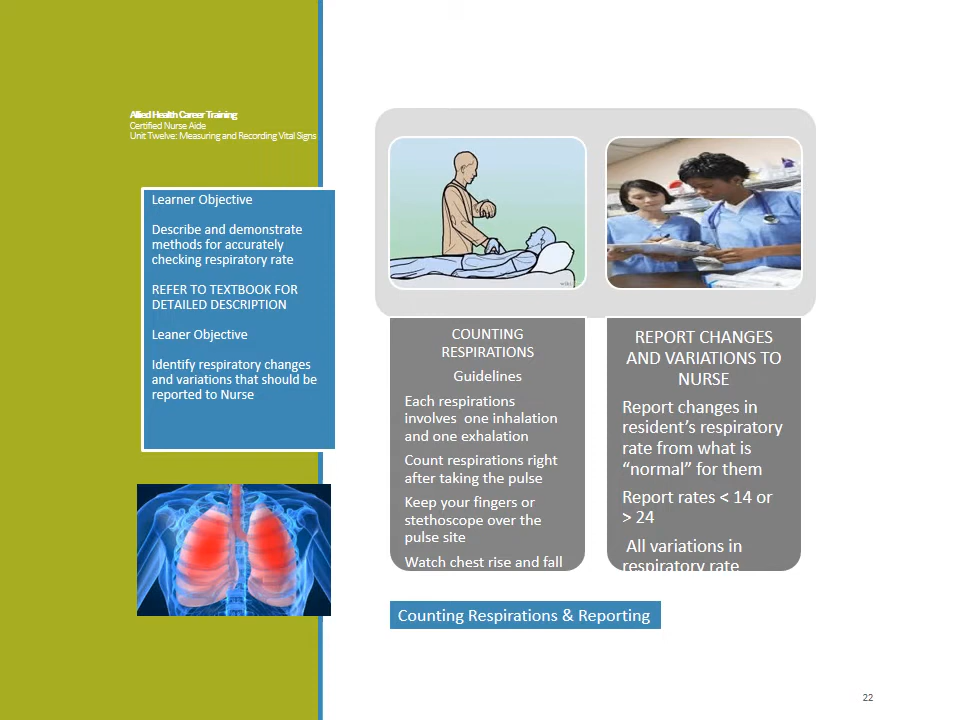 Allied Health Career Training
Certified Nurse Aide
Unit Twelve: Measuring and Recording Vital Signs
Learner Objective
Describe and demonstrate
methods for accurately
checking respiratory rate
REFER TO TEXTBOOK FOR
DETAILED DESCRIPTION
Leaner Objective
Identify respiratory changes
and variations that should be
reported to Nurse
COUNTING
RESPIRATIONS
Guidelines
Each respirations
involves one inhalation
and one exhalation
Count respirations right
after taking the pulse
Keep your fingers or
stethoscope over the
pulse site
Watch chest rise and fall
REPORT CHANGES
AND VARIATIONS TO
NURSE
Report changes in
resident’s respiratory
rate from what is
“normal” for them
Report rates < 14 or
> 24
All variations in
respiratory rate
Counting Respirations & Reporting
22